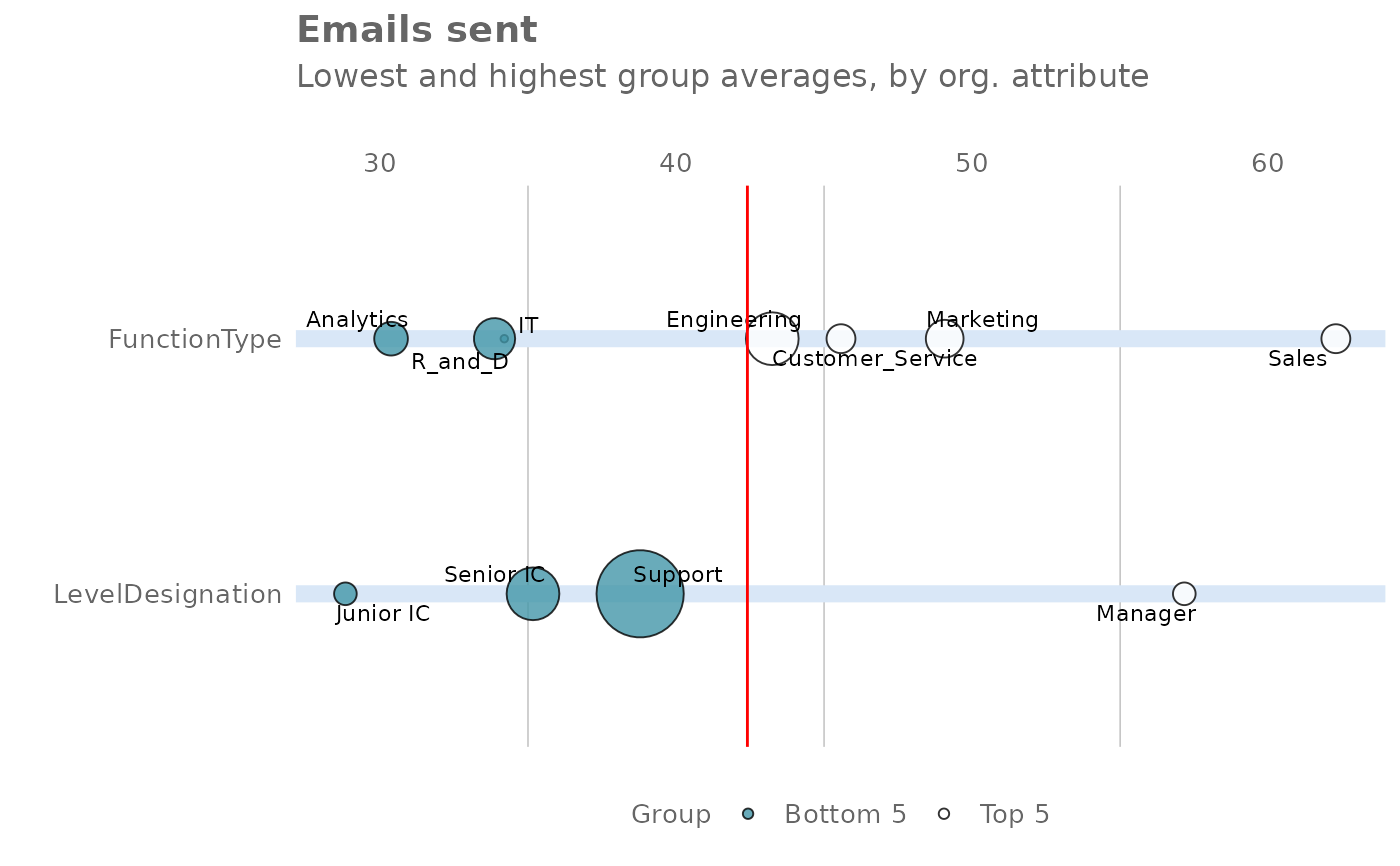 Emails sent
Lowest and highest group averages, by org. attribute
30 40 50 60
FunctionType
Analytics
R_and_D
IT
Engineering
Customer_Service
Marketing
Sales
LevelDesignation
Junior IC
Senior IC
Support
Manager
Group Bottom 5 Top 5